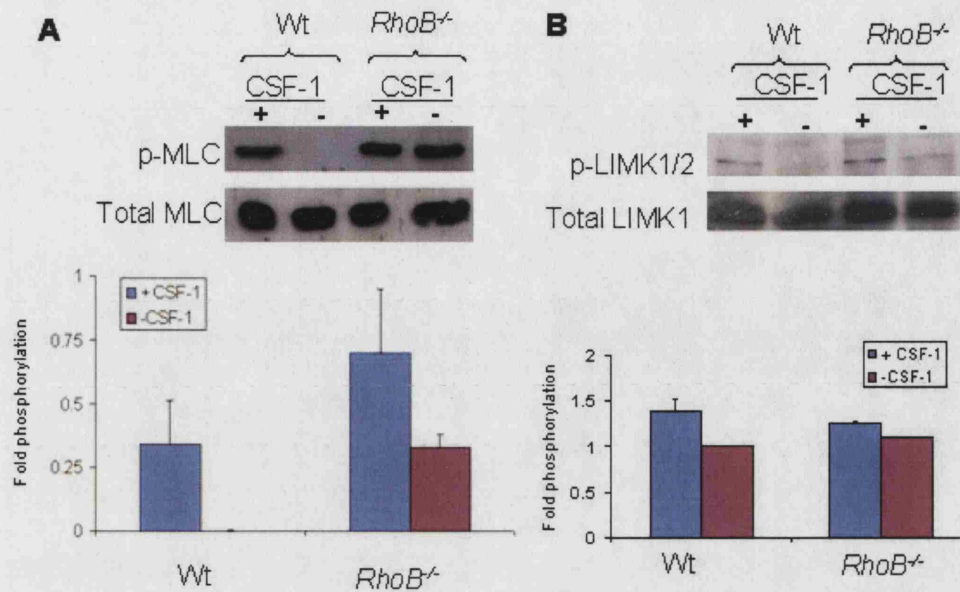 A
Wt
RhoB-/-
CSF-1
CSF-1
+
-
+
-
p-MLC
Total MLC
1
0.75
0.5
0.25
0
Fold phosphorylation
+ CSF-1
-CSF-1
Wt
RhoB-/-
B
Wt
RhoB-/-
CSF-1
CSF-1
+
-
+
-
p-LIMK1/2
Total LIMK1
2
1.5
1
0.5
0
Fold phosphorylation
+ CSF-1
-CSF-1
Wt
RhoB-/-